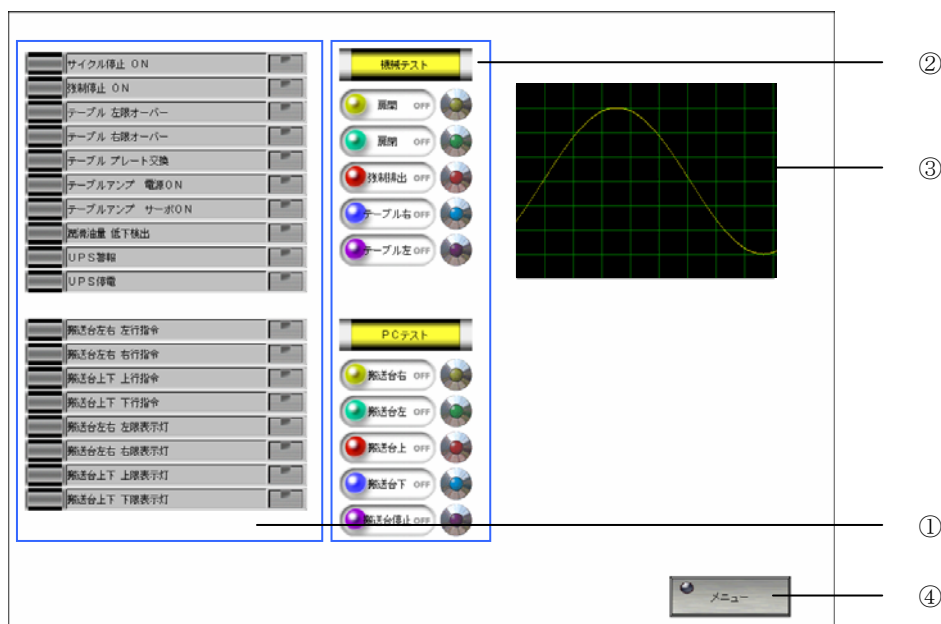 サイクル停止 ON
強制停止 ON
テーブル 左限オーバー
テーブル 右限オーバー
テーブル プレート交換
テーブルアンプ 電源ON
テーブルアンプ サーボON
潤滑油量 低下検出
UPS警報
UPS停電
搬送台左右 左行指令
搬送台左右 右行指令
搬送台上下 上行指令
搬送台上下 下行指令
搬送台左右 左限表示灯
搬送台左右 右限表示灯
搬送台上下 上限表示灯
搬送台上下 下限表示灯
機械テスト
扉開 OFF
扉閉 OFF
強制排出 OFF
テーブル右 OFF
テーブル左 OFF
PCテスト
搬送台右 OFF
搬送台左 OFF
搬送台上 OFF
搬送台下 OFF
搬送台停止 OFF
②
③
①
メニュー
④